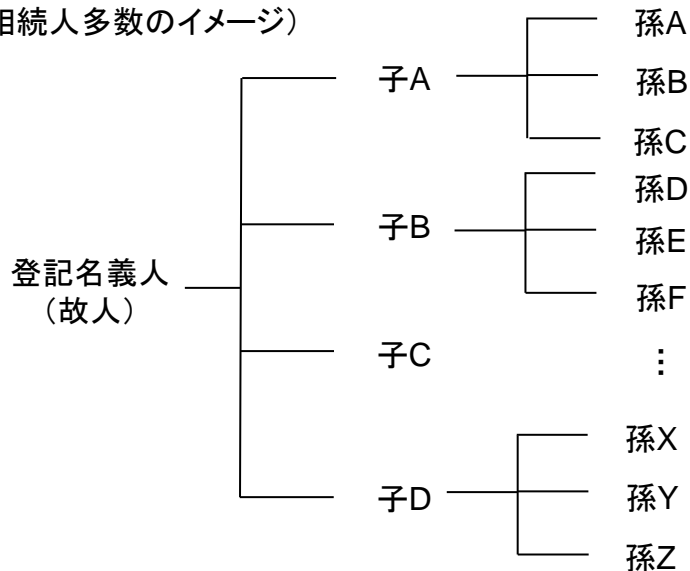 相続人多数のイメージ）
孫A
子A
孫B
孫C
孫D
子B
孫E
登記名義人
（故人）
孫F
子C
⋮
孫X
子D
孫Y
孫Z